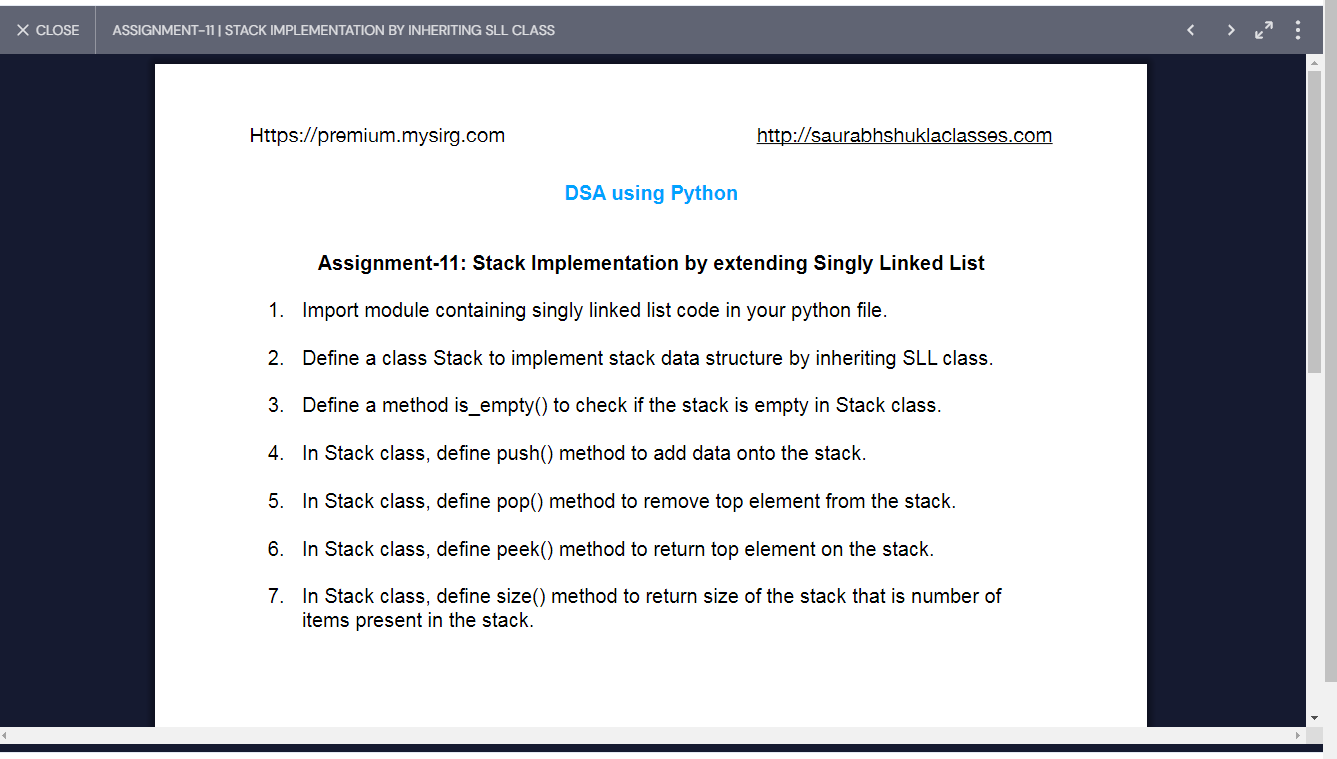 CLOSE
ASSIGNMENT-11 | STACK IMPLEMENTATION BY INHERITING SLL CLASS
Https://premium.mysirg.com
http://saurabhshuklaclasses.com
DSA using Python
Assignment-11: Stack Implementation by extending Singly Linked List
1. Import module containing singly linked list code in your python file.
2. Define a class Stack to implement stack data structure by inheriting SLL class.
3. Define a method is_empty() to check if the stack is empty in Stack class.
4. In Stack class, define push() method to add data onto the stack.
5. In Stack class, define pop() method to remove top element from the stack.
6. In Stack class, define peek() method to return top element on the stack.
7. In Stack class, define size() method to return size of the stack that is number of
items present in the stack.